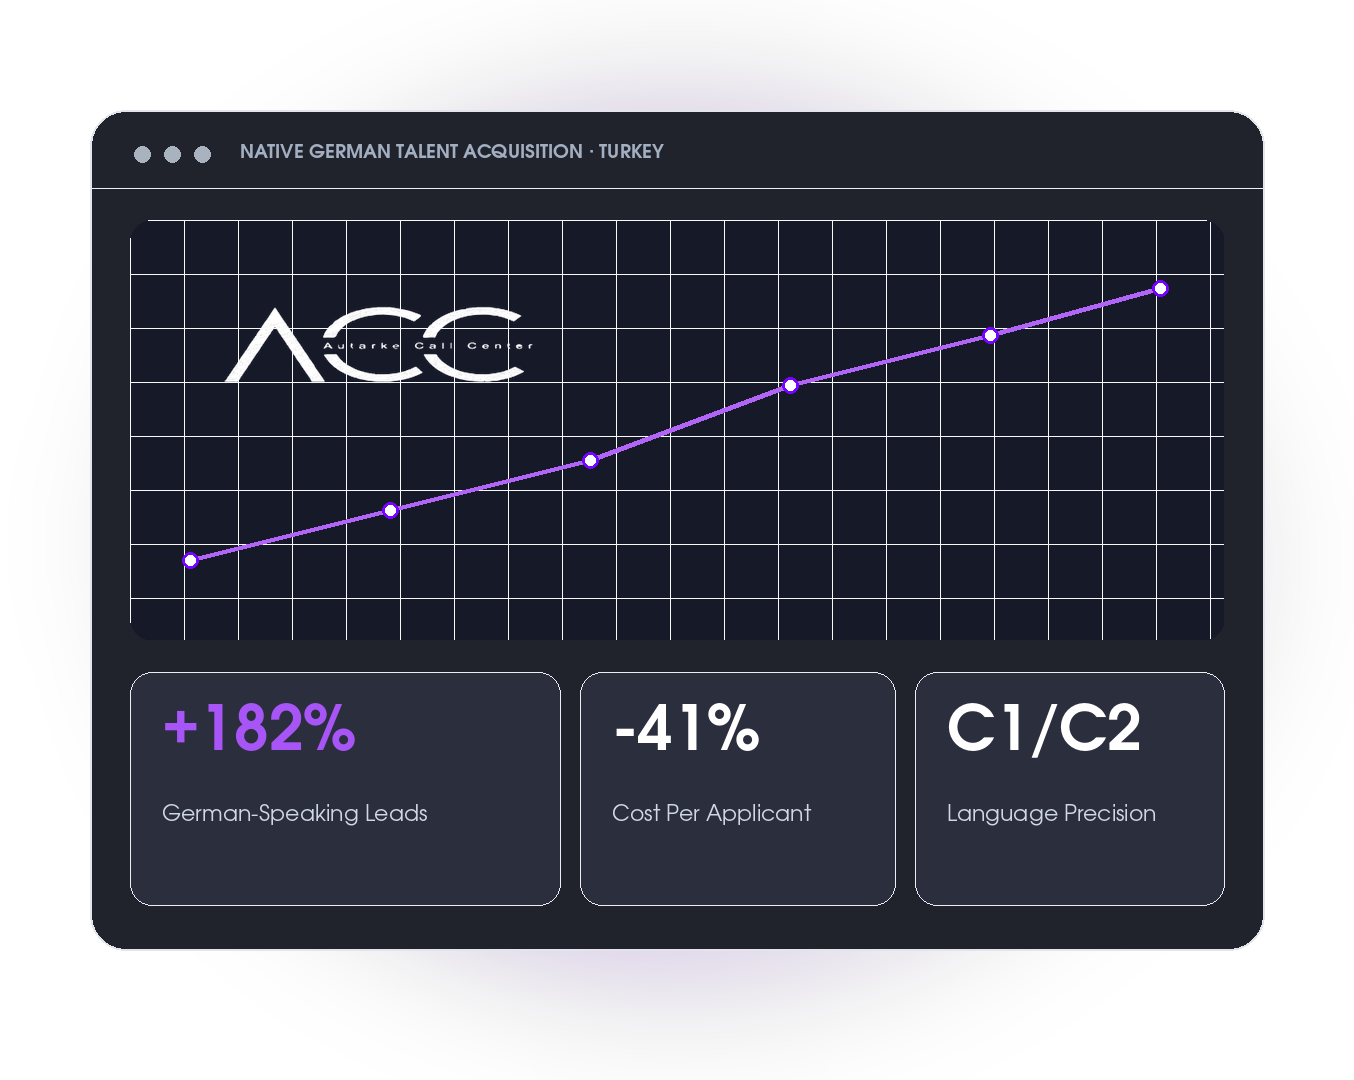 NATIVE GERMAN TALENT ACQUISITION · TURKEY
ACC
Autarke Call Center
+182%
German-Speaking Leads
-41%
Cost Per Applicant
C1/C2
Language Precision